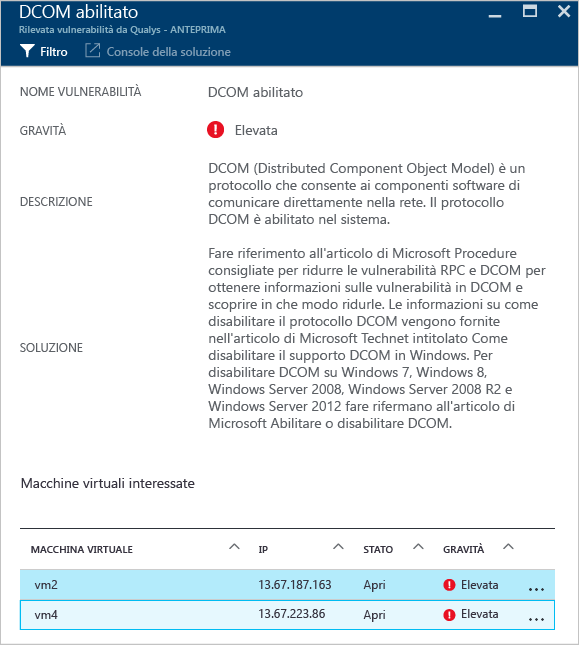 DCOM abilitato
Rilevata vulnerabilità da Qualys - ANTEPRIMA
Filtro Console della soluzione
NOME VULNERABILITÀ DCOM abilitato
GRAVITÀ Elevata
DESCRIZIONE
DCOM (Distributed Component Object Model) è un
protocollo che consente ai componenti software di
comunicare direttamente nella rete. Il protocollo
DCOM è abilitato nel sistema.
SOLUZIONE
Fare riferimento all'articolo di Microsoft Procedure
consigliate per ridurre le vulnerabilità RPC e DCOM per
ottenere informazioni sulle vulnerabilità in DCOM e
scoprire in che modo ridurle. Le informazioni su come
disabilitare il protocollo DCOM vengono fornite
nell'articolo di Microsoft Technet intitolato Come
disabilitare il supporto DCOM in Windows. Per
disabilitare DCOM su Windows 7, Windows 8,
Windows Server 2008, Windows Server 2008 R2 e
Windows Server 2012 fare rifermano all'articolo di
Microsoft Abilitare o disabilitare DCOM.
Macchine virtuali interessate
MACCHINA VIRTUALE IP STATO GRAVITÀ
vm2 13.67.187.163 Apri Elevata ...
vm4 13.67.223.86 Apri Elevata ...